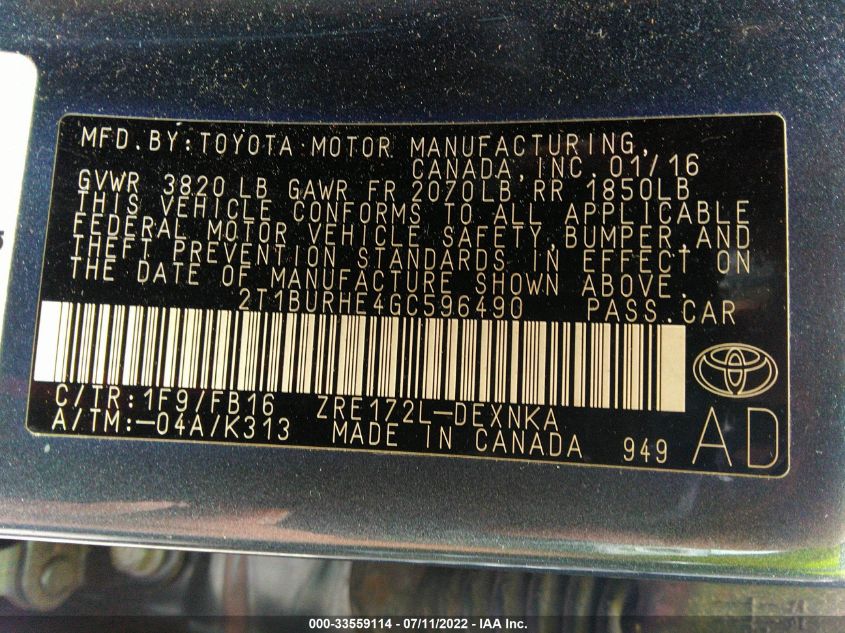 MFD.BY:TOYOTA MOTOR MANUFACTURING,
CANADA,INC.01/16
GVWR 3820LB GAWR FR 2070LB RR 1850LB
THIS VEHICLE CONFORMS TO ALL APPLICABLE
FEDERAL MOTOR VEHICLE SAFETY,BUMPER,AND
THEFT PREVENTION STANDARDS IN EFFECT ON
THE DATE OF MANUFACTURE SHOWN ABOVE.
2T1BURHE4GC596490 PASS.CAR
C/TR:1F9/FB16 ZRE172L-DEXNKA
A/TM:-04A/K313 MADE IN CANADA 949 AD
000-33559114 - 07/11/2022 - IAA Inc.